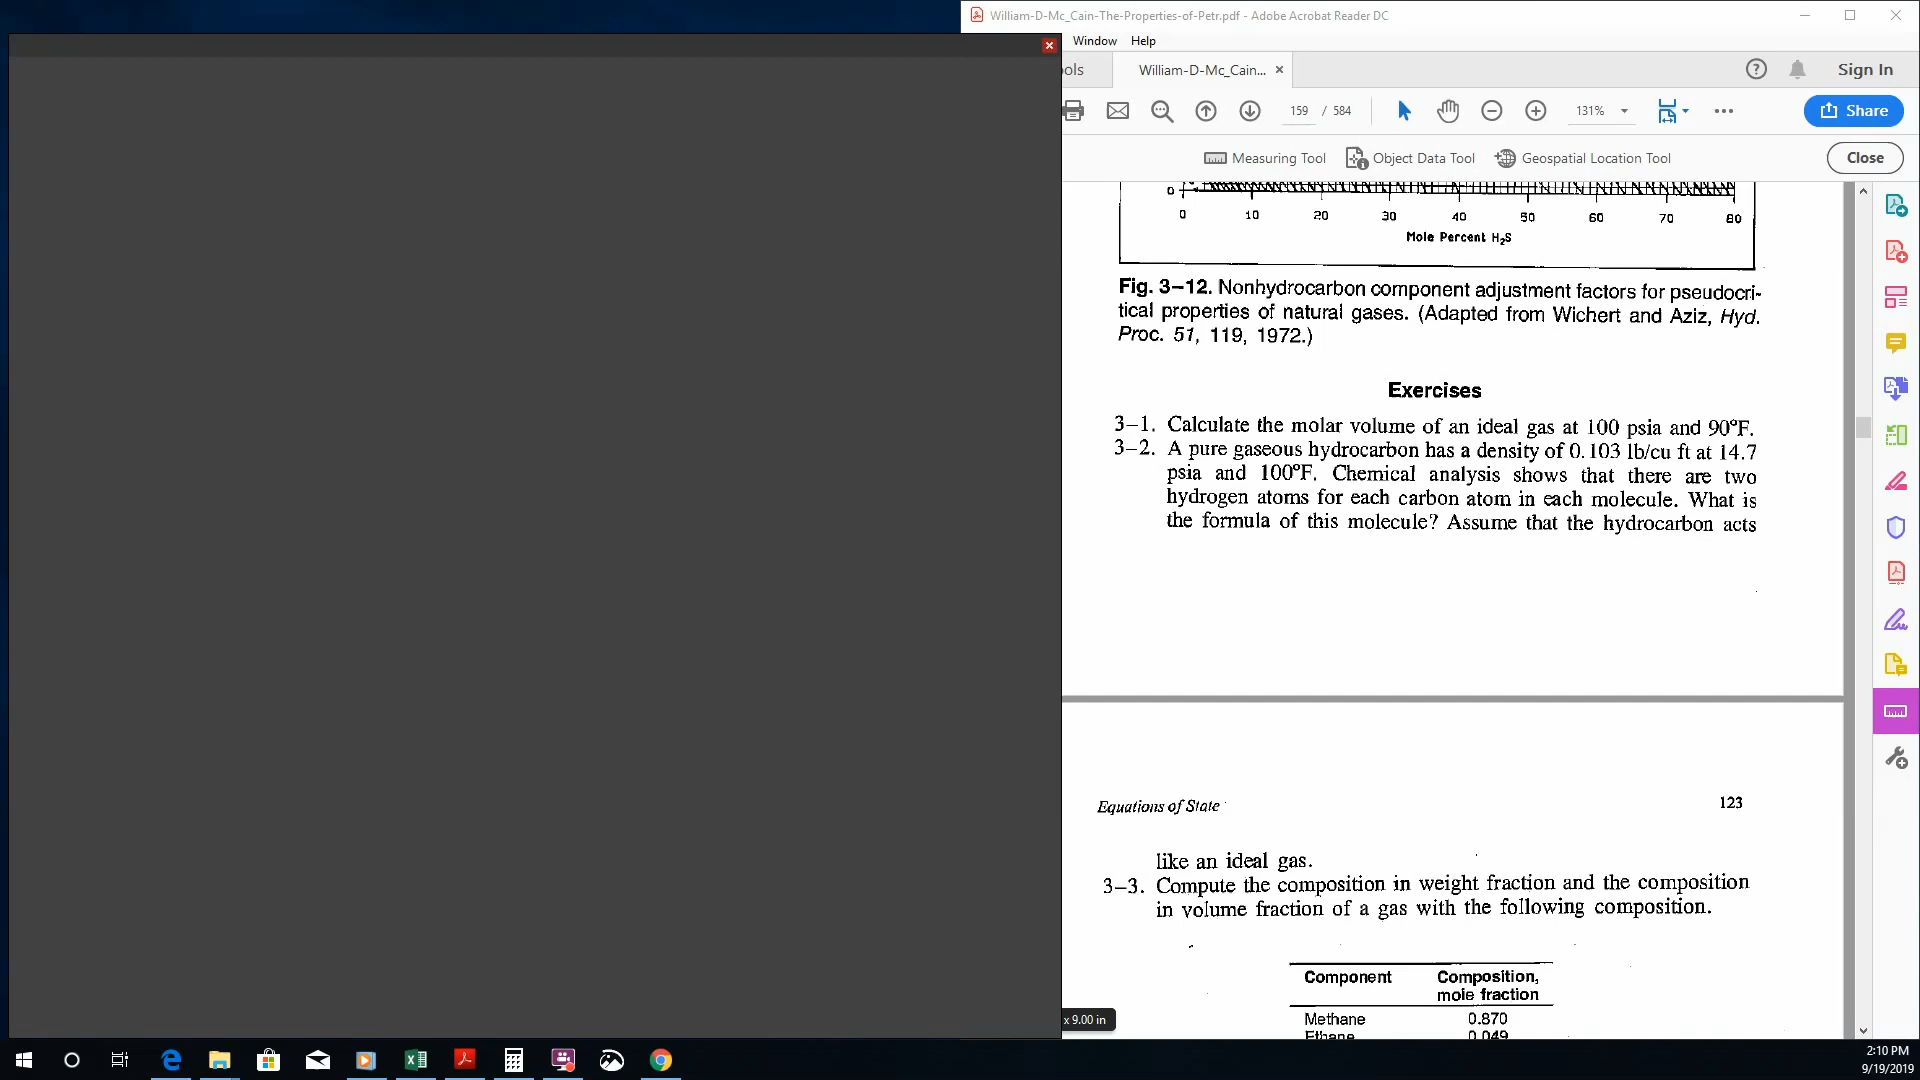 William-D-Mc_Cain-The-Properties-of-Petr.pdf - Adobe Acrobat Reader DC
Window Help
ols
William-D-Mc_Cain...
Sign In
159 / 584
131%
Share
Measuring Tool
Object Data Tool
Geospatial Location Tool
Close
0
0 10 20 30 40 50 60 70 80
Mole Percent H₂S
Fig. 3–12. Nonhydrocarbon component adjustment factors for pseudocri-
tical properties of natural gases. (Adapted from Wichert and Aziz, Hyd.
Proc. 51, 119, 1972.)
Exercises
3–1. Calculate the molar volume of an ideal gas at 100 psia and 90°F.
3–2. A pure gaseous hydrocarbon has a density of 0.103 lb/cu ft at 14.7
psia and 100°F. Chemical analysis shows that there are two
hydrogen atoms for each carbon atom in each molecule. What is
the formula of this molecule? Assume that the hydrocarbon acts
Equations of State
123
like an ideal gas.
3–3. Compute the composition in weight fraction and the composition
in volume fraction of a gas with the following composition.
Component Composition,
mole fraction
Methane 0.870
Ethane 0.049
x 9.00 in
2:10 PM
9/19/2019